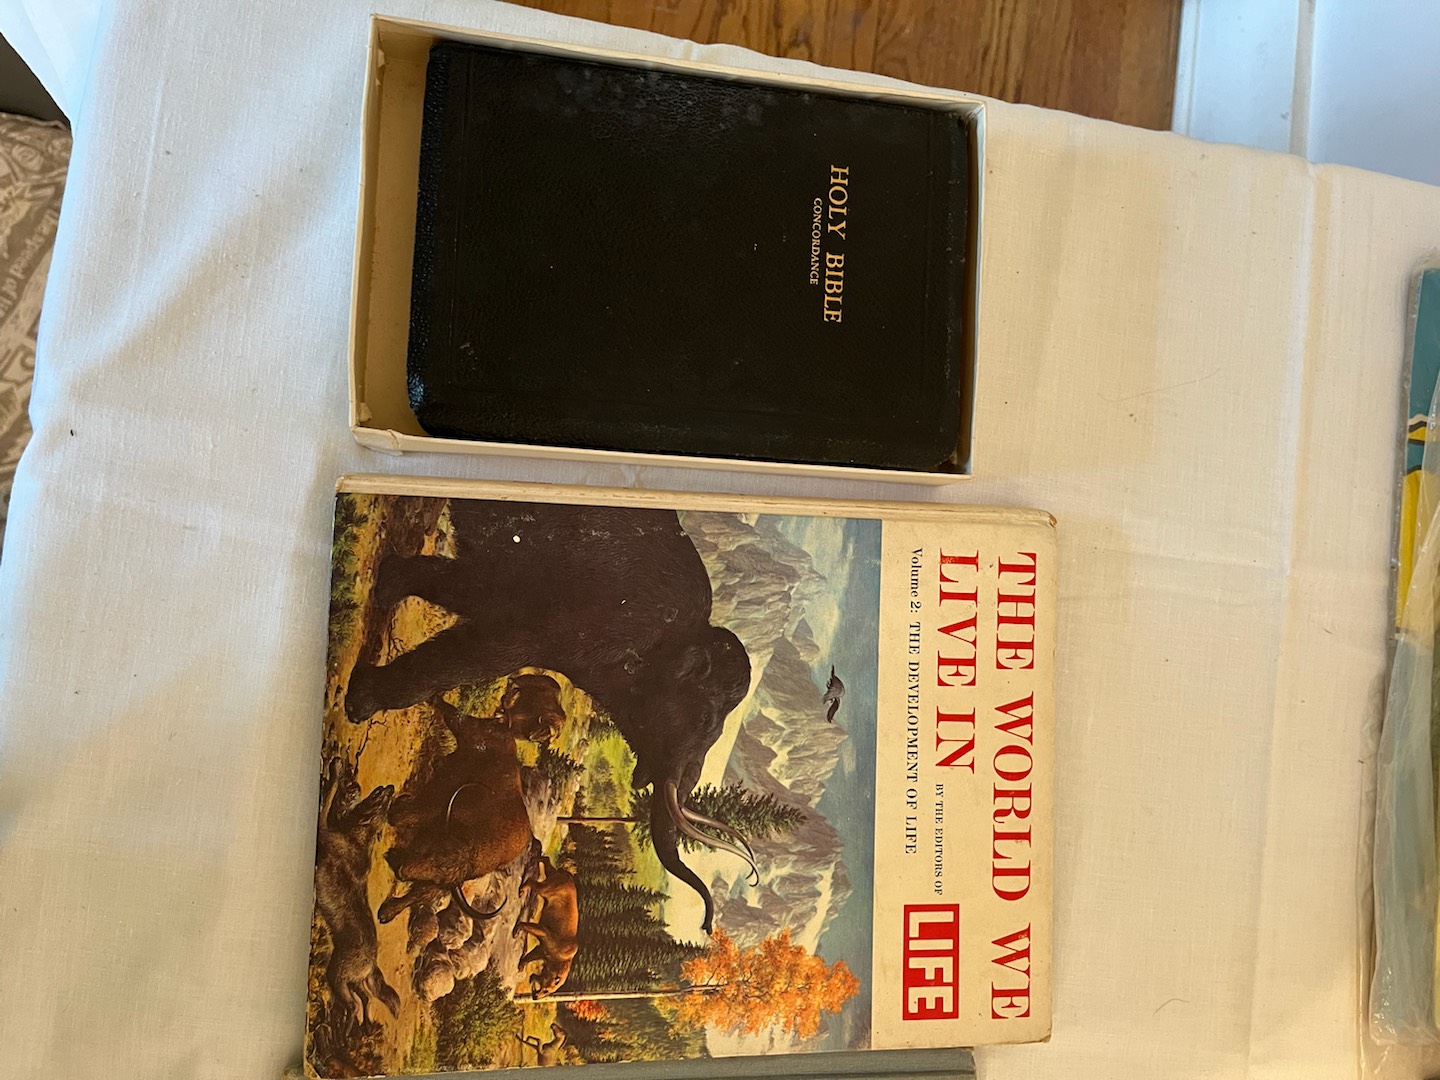 HOLY BIBLE
CONCORDANCE
THE WORLD WE
LIVE IN BY THE EDITORS OF LIFE
Volume 2: THE DEVELOPMENT OF LIFE